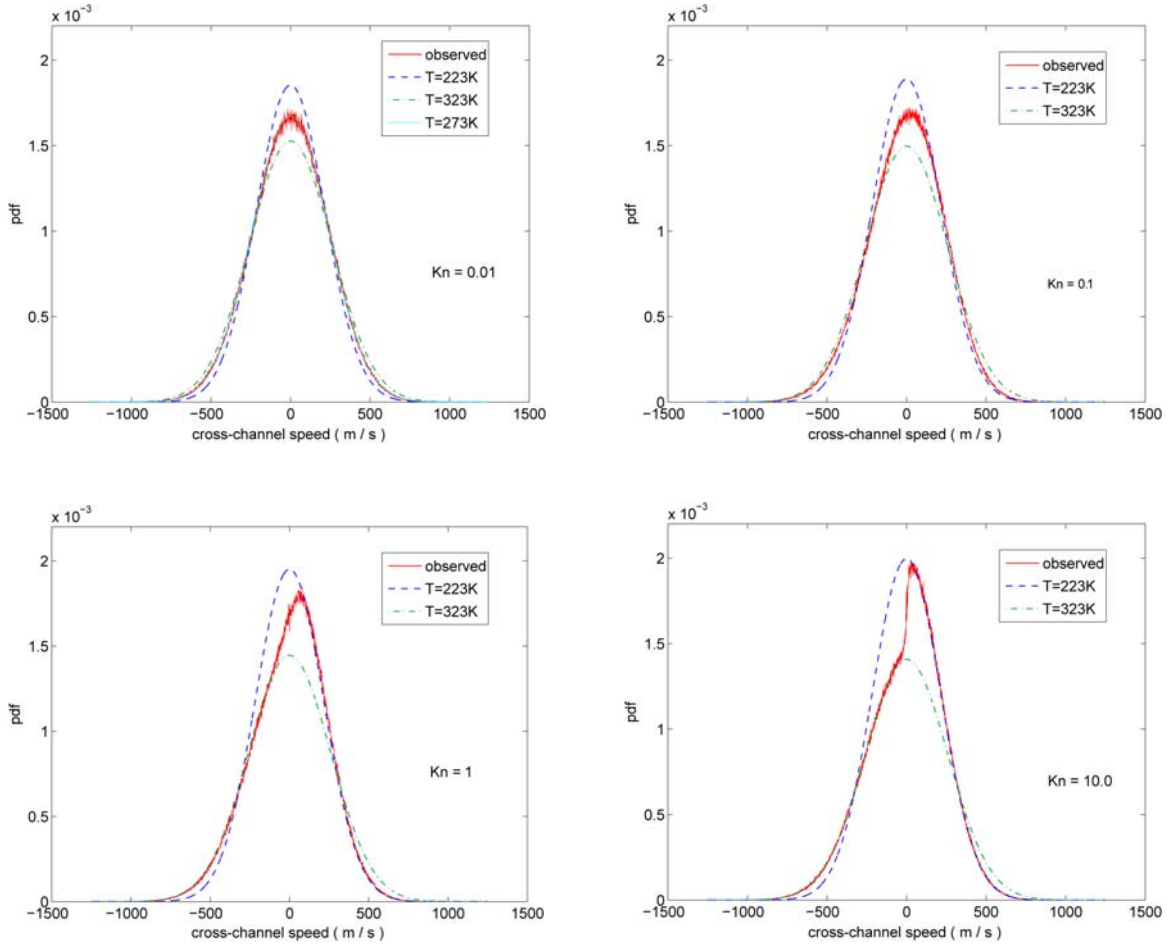 x 10⁻³
2
1.5
1
0.5
0
pdf
observed
T=223K
T=323K
T=273K
Kn = 0.01
−1500 −1000 −500 0 500 1000 1500
cross-channel speed ( m / s )
x 10⁻³
2
1.5
1
0.5
0
pdf
observed
T=223K
T=323K
Kn = 0.1
−1500 −1000 −500 0 500 1000 1500
cross-channel speed ( m / s )
x 10⁻³
2
1.5
1
0.5
0
pdf
observed
T=223K
T=323K
Kn = 1
−1500 −1000 −500 0 500 1000 1500
cross-channel speed ( m / s )
x 10⁻³
2
1.5
1
0.5
0
pdf
observed
T=223K
T=323K
Kn = 10.0
−1500 −1000 −500 0 500 1000 1500
cross-channel speed ( m / s )